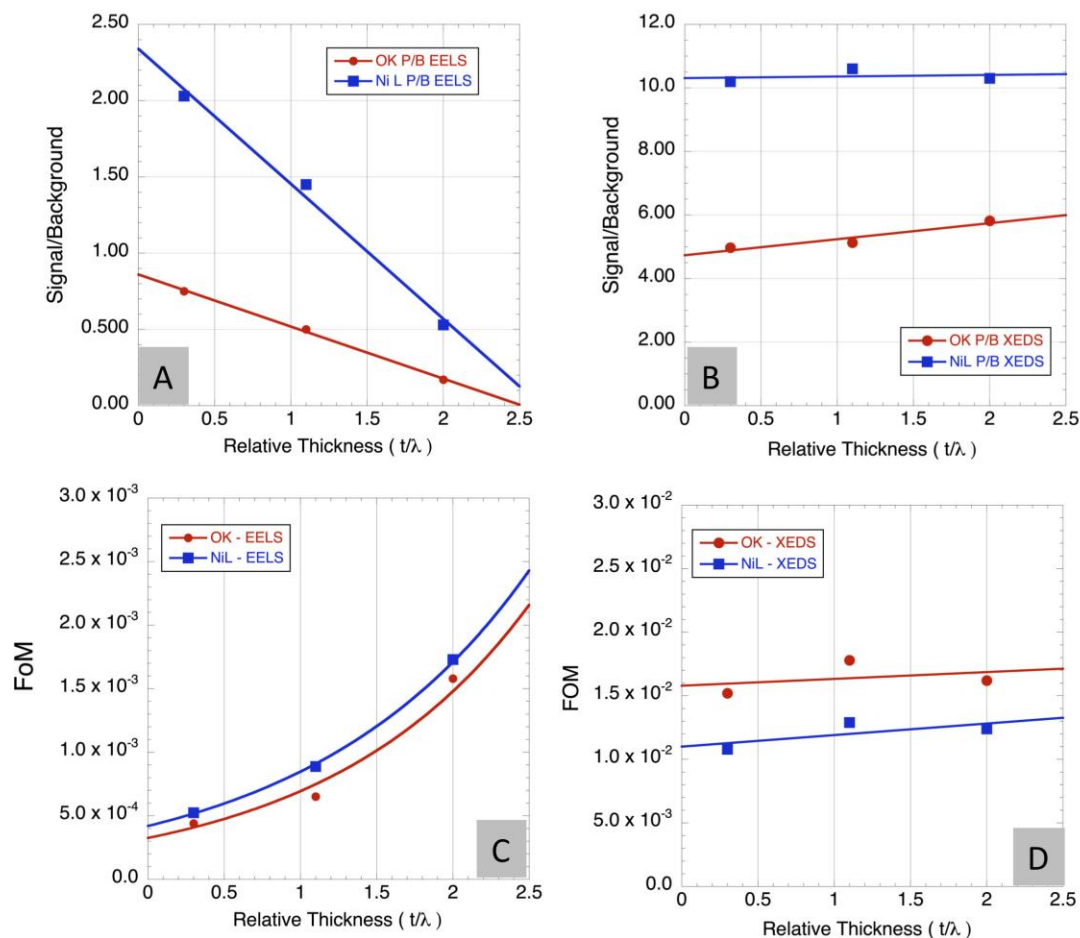 A
2.50
2.00
1.50
1.00
0.500
0.00
Signal/Background
OK P/B EELS
Ni L P/B EELS
0
0.5
1
1.5
2
2.5
Relative Thickness ( t/λ )
12.0
10.0
8.00
6.00
4.00
2.00
0.00
Signal/Background
OK P/B XEDS
NiL P/B XEDS
B
0
0.5
1
1.5
2
2.5
Relative Thickness ( t/λ )
3.0 x 10⁻³
2.5 x 10⁻³
2.0 x 10⁻³
1.5 x 10⁻³
1.0 x 10⁻³
5.0 x 10⁻⁴
0.0
FoM
OK - EELS
NiL - EELS
C
0
0.5
1
1.5
2
2.5
Relative Thickness ( t/λ )
3.0 x 10⁻²
2.5 x 10⁻²
2.0 x 10⁻²
1.5 x 10⁻²
1.0 x 10⁻²
5.0 x 10⁻³
0.0
FOM
OK - XEDS
NiL - XEDS
D
0
0.5
1
1.5
2
2.5
Relative Thickness ( t/λ )